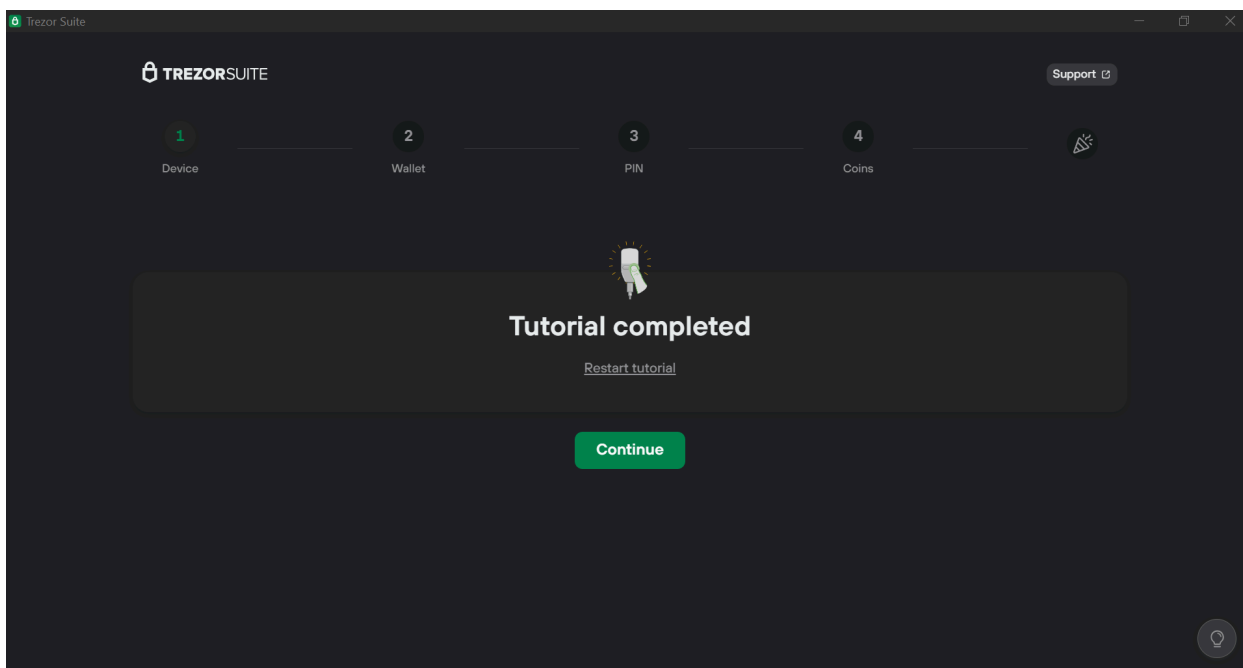 Trezor Suite
TREZORSUITE
Support
1
2
3
4
Device
Wallet
PIN
Coins
Tutorial completed
Restart tutorial
Continue